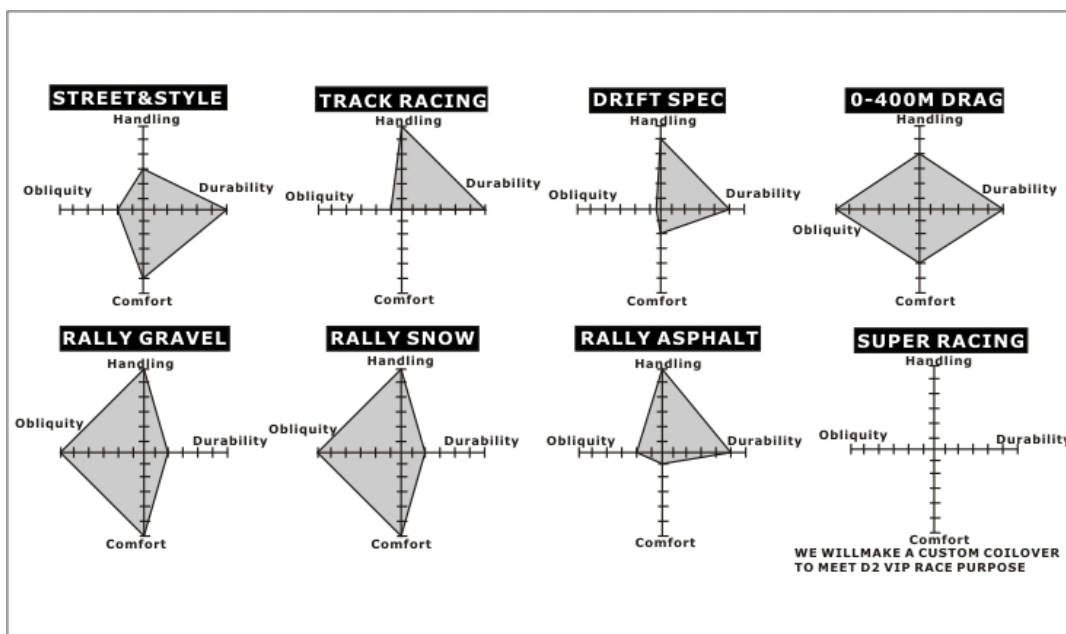 STREET&STYLE
Handling
Obliquity
Durability
Comfort
TRACK RACING
Handling
Obliquity
Durability
Comfort
DRIFT SPEC
Handling
Obliquity
Durability
Comfort
0-400M DRAG
Handling
Durability
Obliquity
Comfort
RALLY GRAVEL
Handling
Obliquity
Durability
Comfort
RALLY SNOW
Handling
Obliquity
Durability
Comfort
RALLY ASPHALT
Handling
Obliquity
Durability
Comfort
SUPER RACING
Handling
Obliquity
Durability
Comfort
WE WILLMAKE A CUSTOM COILOVER
TO MEET D2 VIP RACE PURPOSE